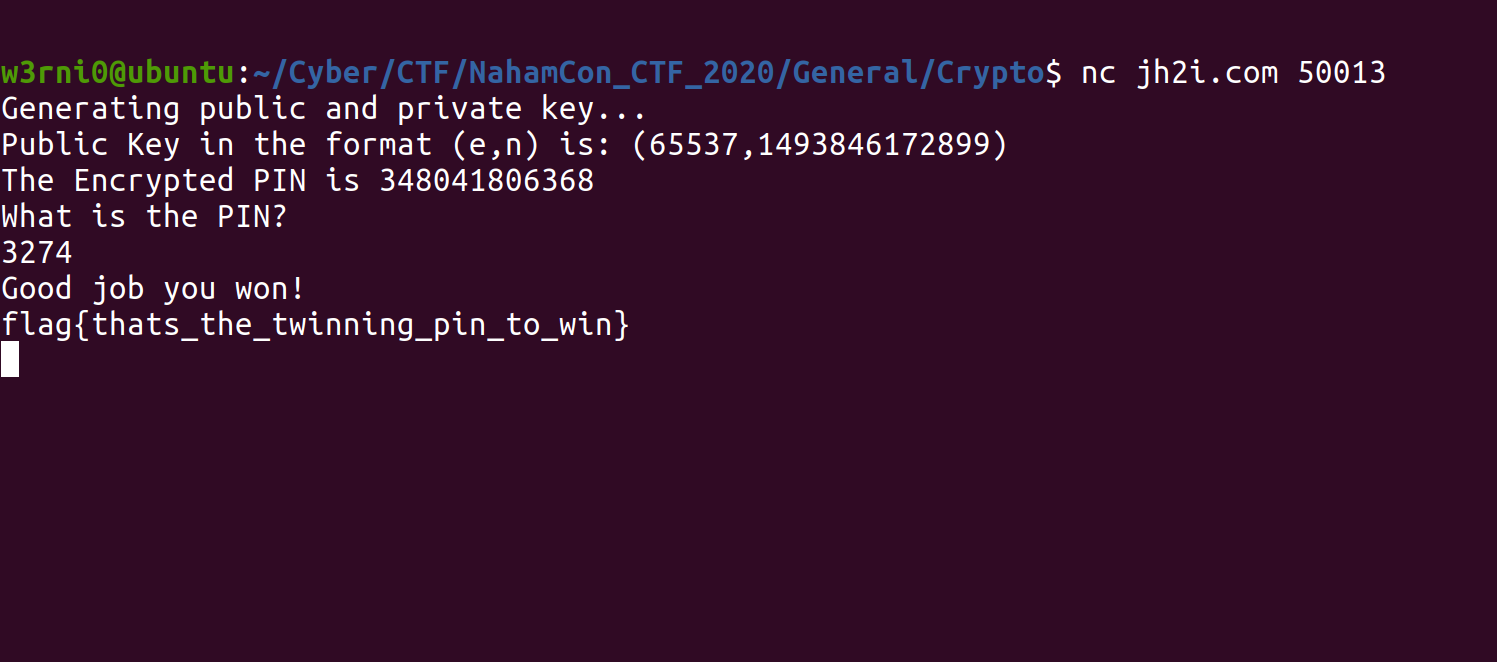 w3rni0@ubuntu:~/Cyber/CTF/NahamCon_CTF_2020/General/Crypto$ nc jh2i.com 50013
Generating public and private key...
Public Key in the format (e,n) is: (65537,1493846172899)
The Encrypted PIN is 348041806368
What is the PIN?
3274
Good job you won!
flag{thats_the_twinning_pin_to_win}